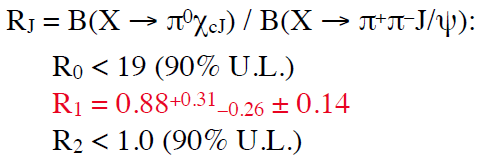 R_J = B(X → π⁰χ_cJ) / B(X → π⁺π⁻J/ψ):
R₀ < 19 (90% U.L.)
R₁ = 0.88⁺⁰·³¹₋₀.₂₆ ± 0.14
R₂ < 1.0 (90% U.L.)